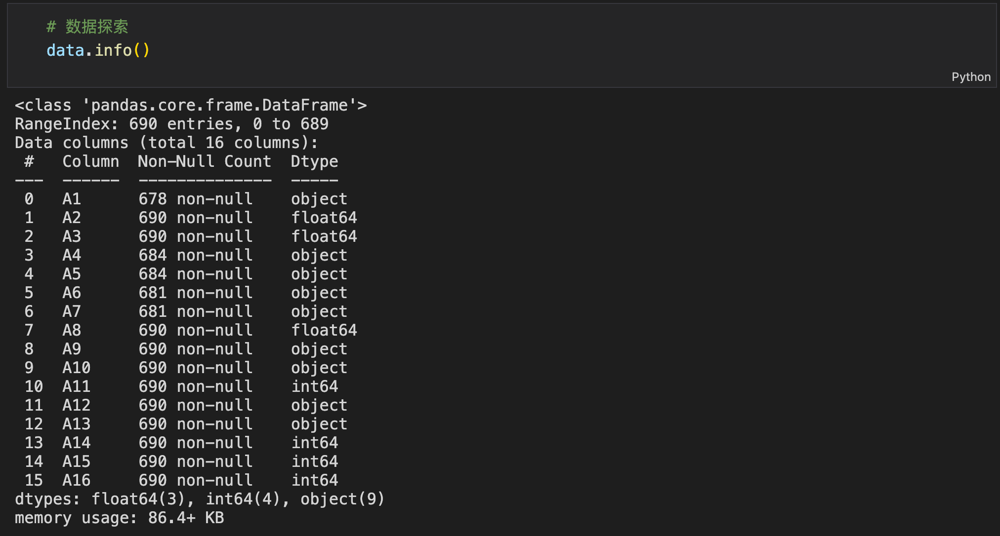 # 数据探索
data.info()
Python
<class 'pandas.core.frame.DataFrame'>
RangeIndex: 690 entries, 0 to 689
Data columns (total 16 columns):
 #   Column  Non-Null Count  Dtype
---  ------  --------------  -----
 0   A1      678 non-null    object
 1   A2      690 non-null    float64
 2   A3      690 non-null    float64
 3   A4      684 non-null    object
 4   A5      684 non-null    object
 5   A6      681 non-null    object
 6   A7      681 non-null    object
 7   A8      690 non-null    float64
 8   A9      690 non-null    object
 9   A10     690 non-null    object
 10  A11     690 non-null    int64
 11  A12     690 non-null    object
 12  A13     690 non-null    object
 13  A14     690 non-null    int64
 14  A15     690 non-null    int64
 15  A16     690 non-null    int64
dtypes: float64(3), int64(4), object(9)
memory usage: 86.4+ KB